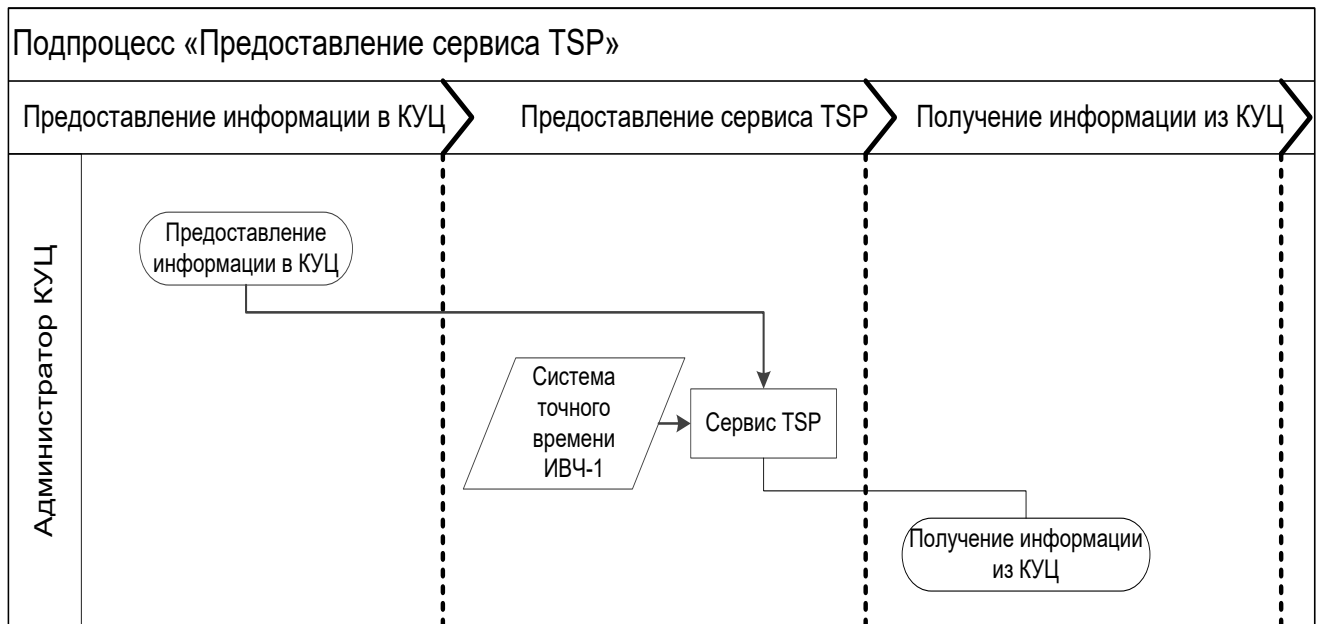 Подпроцесс «Предоставление сервиса TSP»
Предоставление информации в КУЦ
Предоставление сервиса TSP
Получение информации из КУЦ
Администратор КУЦ
Предоставление
информации в КУЦ
Система
точного
времени
ИВЧ-1
Сервис TSP
Получение информации
из КУЦ